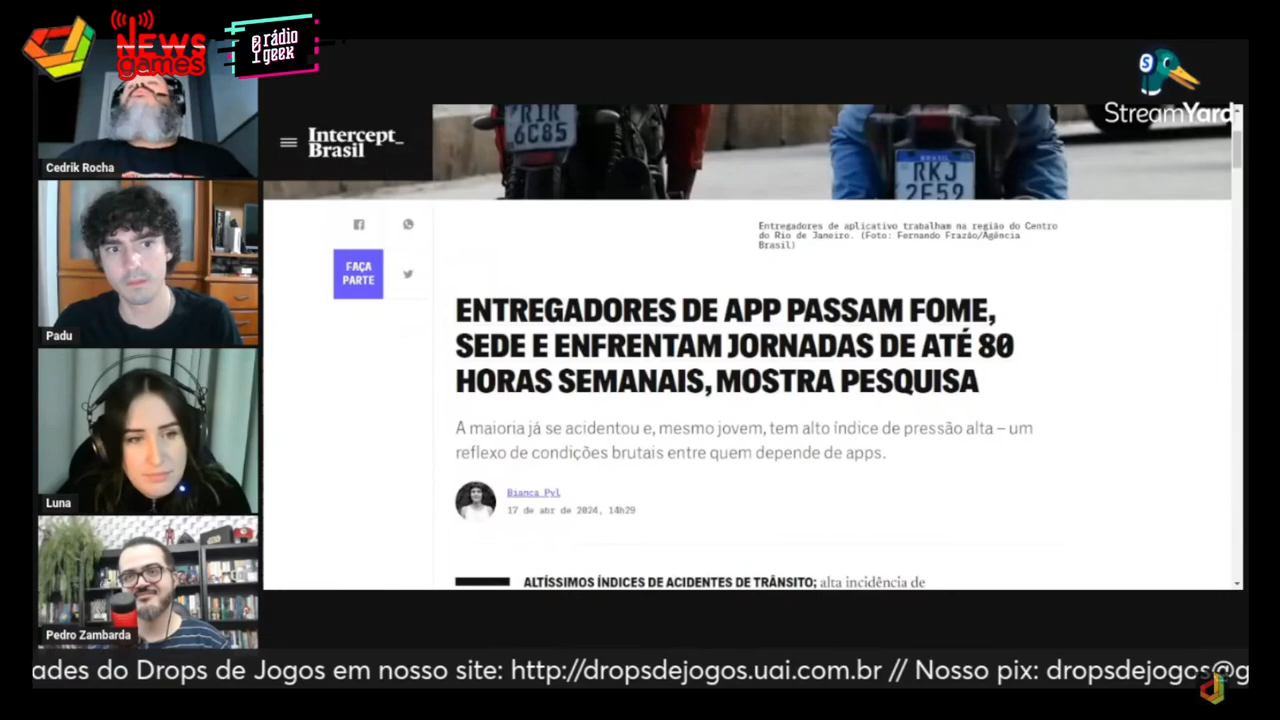 NEWS
games
rádio
geek
StreamYard
Cedrik Rocha
Padu
Luna
Pedro Zambarda
Intercept_
Brasil
RIR
6C85
BRASIL
RKJ
2F59
Entregadores de aplicativo trabalham na região do Centro
do Rio de Janeiro. (Foto: Fernando Frazão/Agência
Brasil)
FAÇA
PARTE
ENTREGADORES DE APP PASSAM FOME,
SEDE E ENFRENTAM JORNADAS DE ATÉ 80
HORAS SEMANAIS, MOSTRA PESQUISA
A maioria já se acidentou e, mesmo jovem, tem alto índice de pressão alta – um
reflexo de condições brutais entre quem depende de apps.
Bianca Pyl
17 de abr de 2024, 14h29
ALTÍSSIMOS ÍNDICES DE ACIDENTES DE TRÂNSITO; alta incidência de
ades do Drops de Jogos em nosso site: http://dropsdejogos.uai.com.br // Nosso pix: dropsdejogos@g